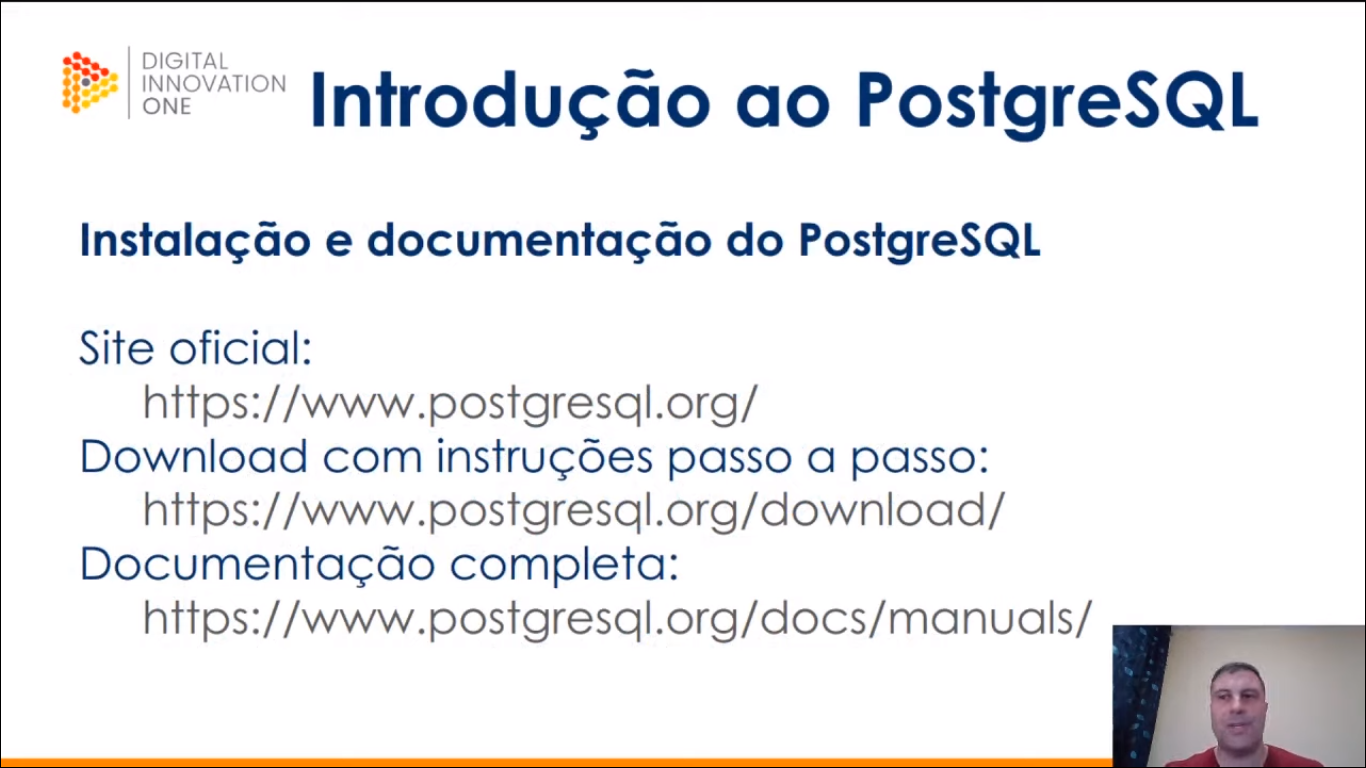 DIGITAL
INNOVATION
ONE
Introdução ao PostgreSQL
Instalação e documentação do PostgreSQL
Site oficial:
https://www.postgresql.org/
Download com instruções passo a passo:
https://www.postgresql.org/download/
Documentação completa:
https://www.postgresql.org/docs/manuals/